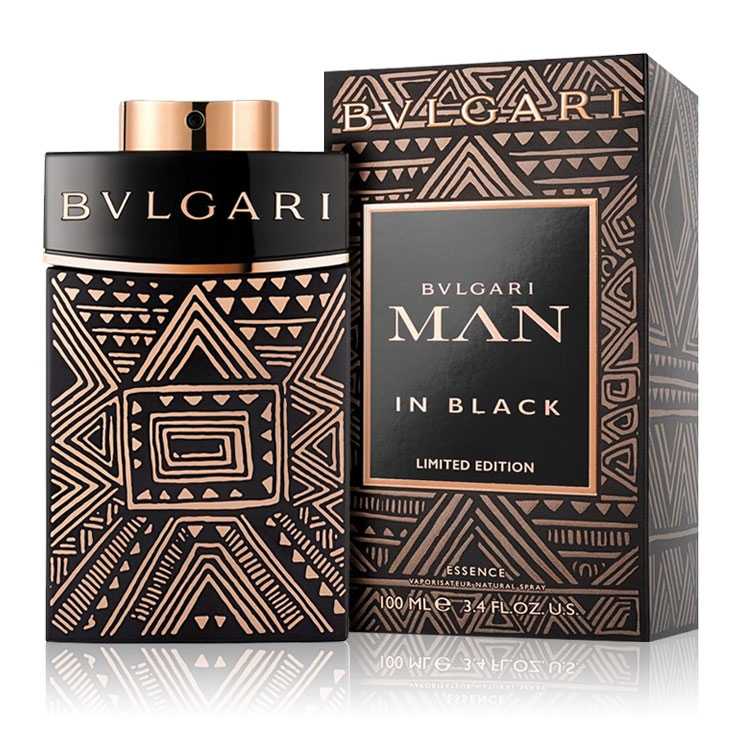 BVLGARI
BVLGARI
BVLGARI
MAN
IN BLACK
LIMITED EDITION
ESSENCE
VAPORISATEUR NATURAL SPRAY
100 ML ℮ 3.4 FL.OZ. U.S.